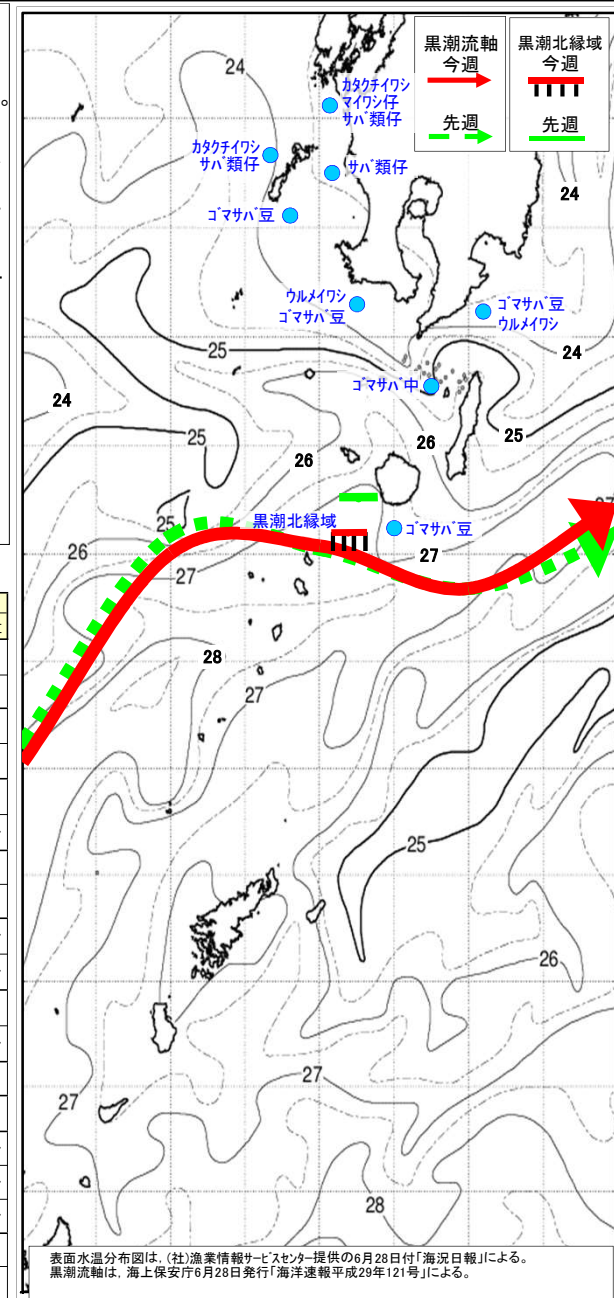 黒潮流軸
今週
先週
黒潮北縁域
今週
先週
24
カタクチイワシ
マイワシ仔
サバ類仔
カタクチイワシ
サバ類仔
サバ類仔
24
ゴマサバ豆
ウルメイワシ
ゴマサバ豆
ゴマサバ豆
ウルメイワシ
25
24
ゴマサバ中
24
25
26
25
26
25
黒潮北縁域
ゴマサバ豆
27
26
27
27
28
27
25
26
27
27
28
表面水温分布図は，(社)漁業情報サービスセンター提供の6月28日付「海況日報」による。
黒潮流軸は，海上保安庁6月28日発行「海洋速報平成29年121号」による。